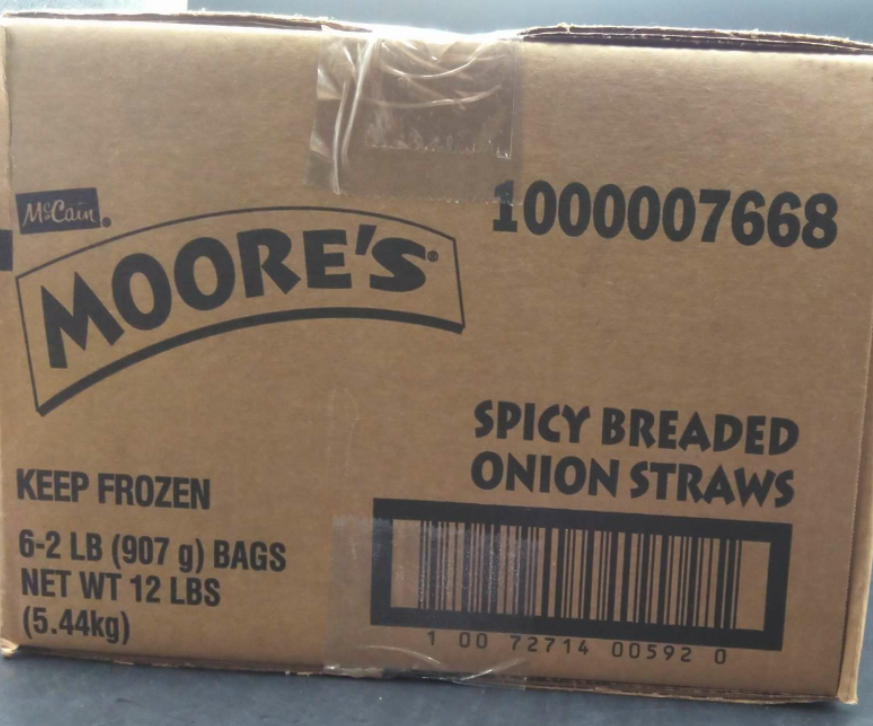 McCain®
MOORE'S®
1000007668
SPICY BREADED
ONION STRAWS
KEEP FROZEN
6-2 LB (907 g) BAGS
NET WT 12 LBS
(5.44kg)
1 00 72714 00592 0